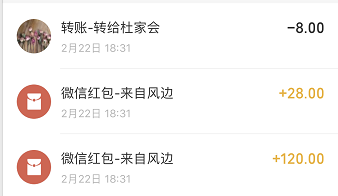 转账-转给杜家会
-8.00
2月22日 18:31
微信红包-来自风边
+28.00
2月22日 18:31
微信红包-来自风边
+120.00
2月22日 18:31